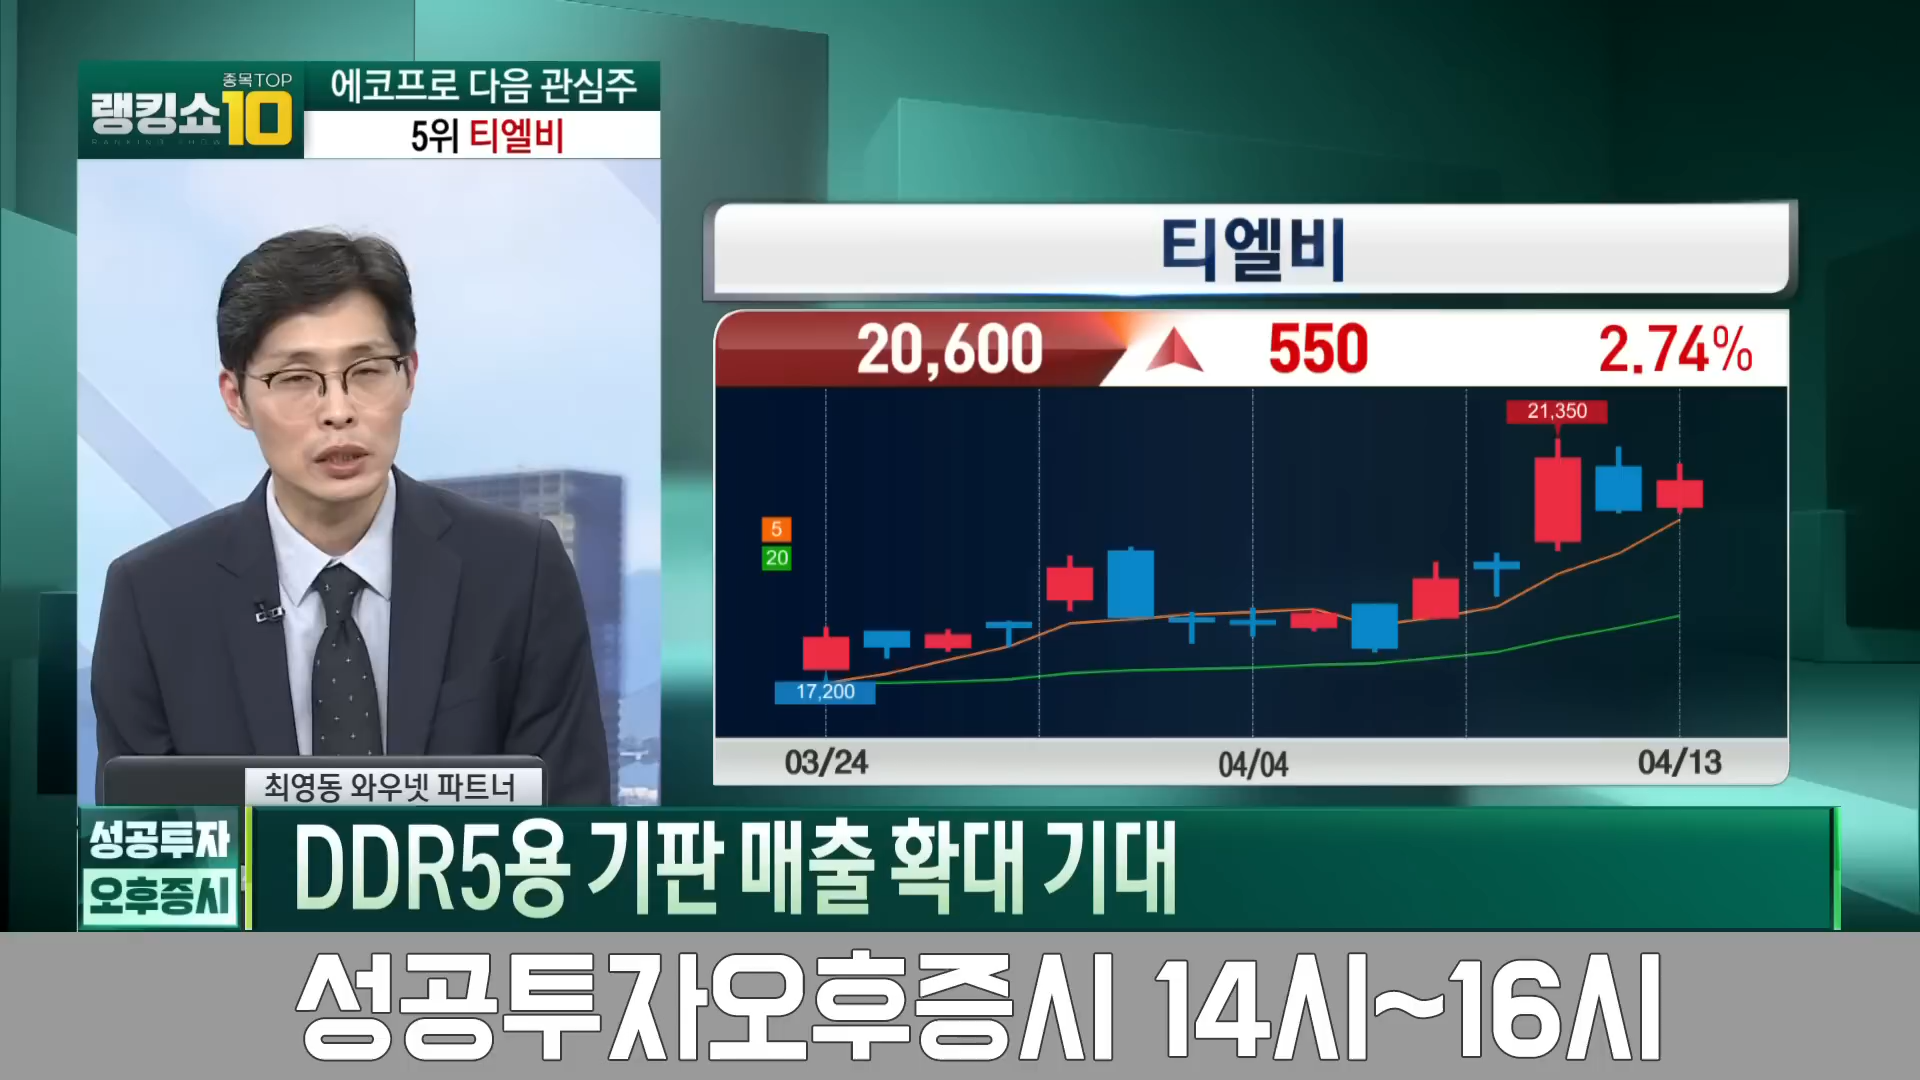 종목TOP
랭킹쇼10
RANKING SHOW
에코프로 다음 관심주
5위 티엘비
티엘비
20,600 550 2.74%
21,350
5
20
17,200
03/24 04/04 04/13
최영동 와우넷 파트너
성공투자
오후증시
DDR5용 기판 매출 확대 기대
성공투자오후증시 14시~16시